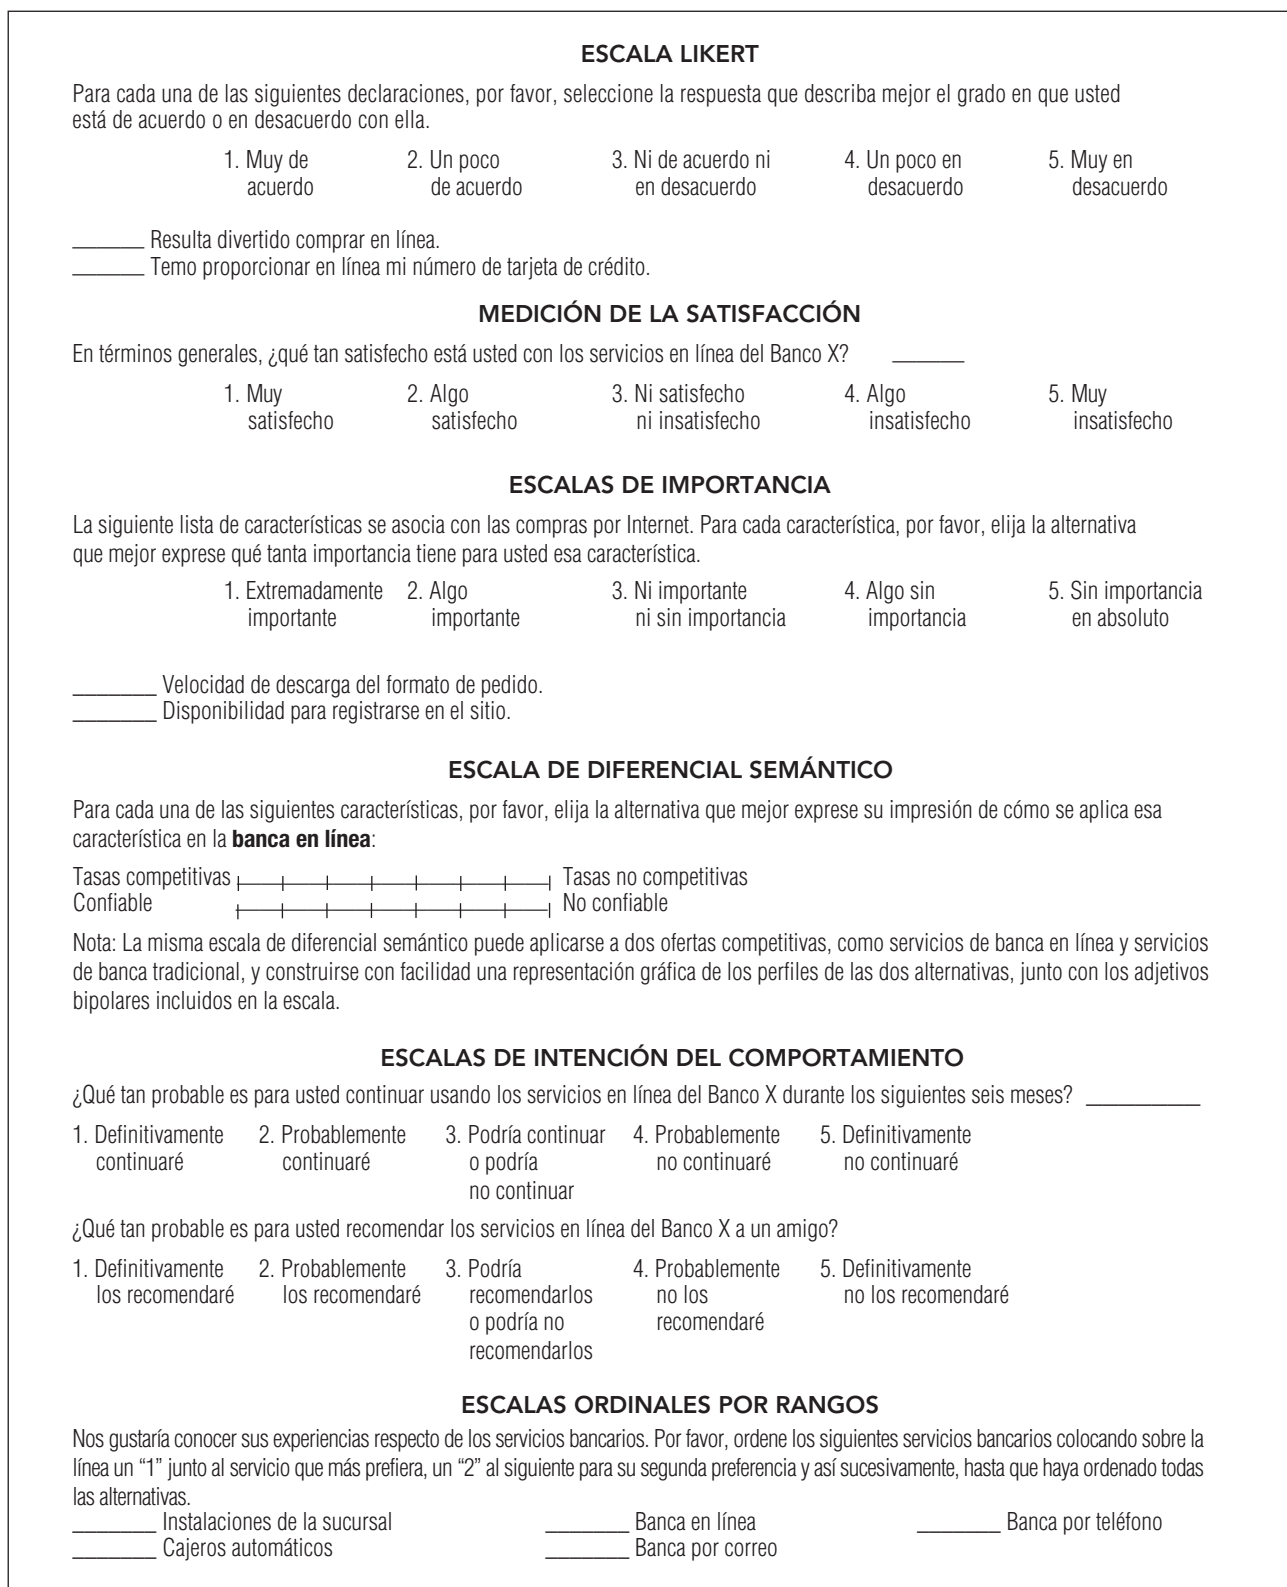 ESCALA LIKERT
Para cada una de las siguientes declaraciones, por favor, seleccione la respuesta que describa mejor el grado en que usted
está de acuerdo o en desacuerdo con ella.
1. Muy de 2. Un poco 3. Ni de acuerdo ni 4. Un poco en 5. Muy en
acuerdo de acuerdo en desacuerdo desacuerdo desacuerdo
______ Resulta divertido comprar en línea.
______ Temo proporcionar en línea mi número de tarjeta de crédito.
MEDICIÓN DE LA SATISFACCIÓN
En términos generales, ¿qué tan satisfecho está usted con los servicios en línea del Banco X? ______
1. Muy 2. Algo 3. Ni satisfecho 4. Algo 5. Muy
satisfecho satisfecho ni insatisfecho insatisfecho insatisfecho
ESCALAS DE IMPORTANCIA
La siguiente lista de características se asocia con las compras por Internet. Para cada característica, por favor, elija la alternativa
que mejor exprese qué tanta importancia tiene para usted esa característica.
1. Extremadamente 2. Algo 3. Ni importante 4. Algo sin 5. Sin importancia
importante importante ni sin importancia importancia en absoluto
_______ Velocidad de descarga del formato de pedido.
_______ Disponibilidad para registrarse en el sitio.
ESCALA DE DIFERENCIAL SEMÁNTICO
Para cada una de las siguientes características, por favor, elija la alternativa que mejor exprese su impresión de cómo se aplica esa
característica en la banca en línea:
Tasas competitivas Tasas no competitivas
Confiable No confiable
Nota: La misma escala de diferencial semántico puede aplicarse a dos ofertas competitivas, como servicios de banca en línea y servicios
de banca tradicional, y construirse con facilidad una representación gráfica de los perfiles de las dos alternativas, junto con los adjetivos
bipolares incluidos en la escala.
ESCALAS DE INTENCIÓN DEL COMPORTAMIENTO
¿Qué tan probable es para usted continuar usando los servicios en línea del Banco X durante los siguientes seis meses? ________
1. Definitivamente 2. Probablemente 3. Podría continuar 4. Probablemente 5. Definitivamente
continuaré continuaré o podría no continuaré no continuaré
no continuar
¿Qué tan probable es para usted recomendar los servicios en línea del Banco X a un amigo?
1. Definitivamente 2. Probablemente 3. Podría 4. Probablemente 5. Definitivamente
los recomendaré los recomendaré recomendarlos no los no los recomendaré
o podría no recomendaré
recomendarlos
ESCALAS ORDINALES POR RANGOS
Nos gustaría conocer sus experiencias respecto de los servicios bancarios. Por favor, ordene los siguientes servicios bancarios colocando sobre la
línea un “1” junto al servicio que más prefiera, un “2” al siguiente para su segunda preferencia y así sucesivamente, hasta que haya ordenado todas
las alternativas.
_______ Instalaciones de la sucursal _______ Banca en línea _______ Banca por teléfono
_______ Cajeros automáticos _______ Banca por correo